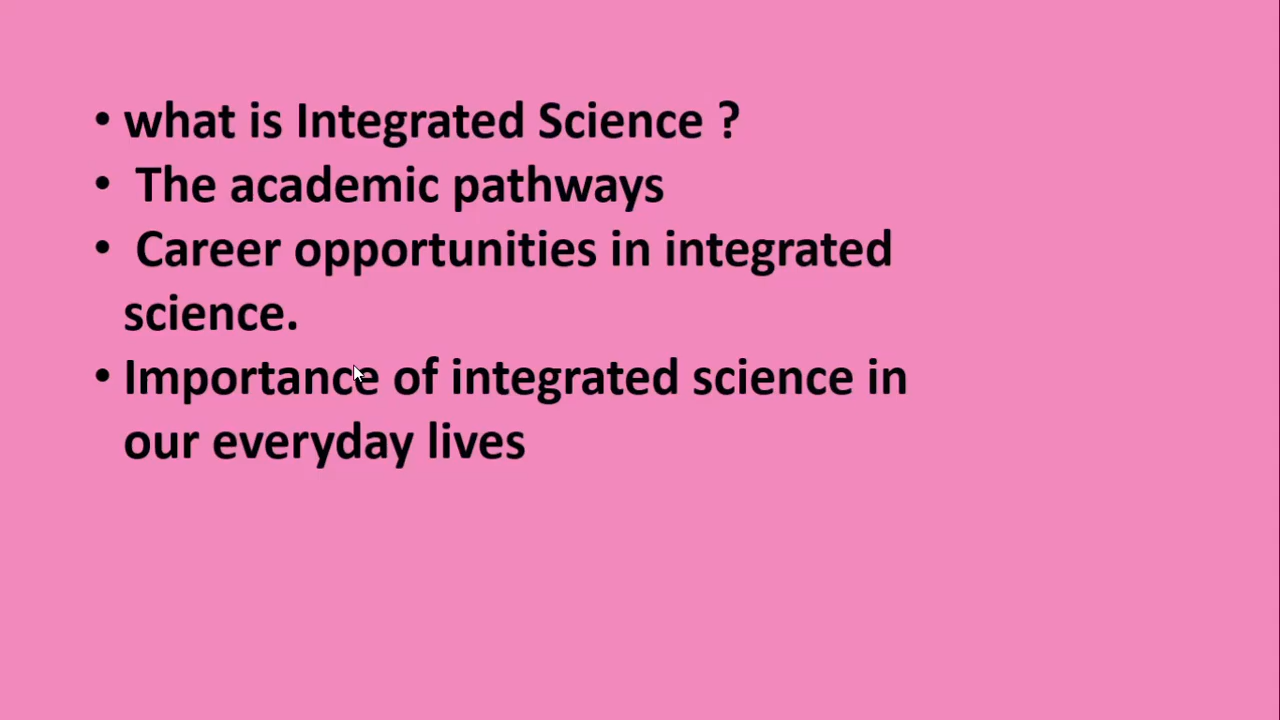 • what is Integrated Science ?
• The academic pathways
• Career opportunities in integrated
science.
• Importance of integrated science in
our everyday lives